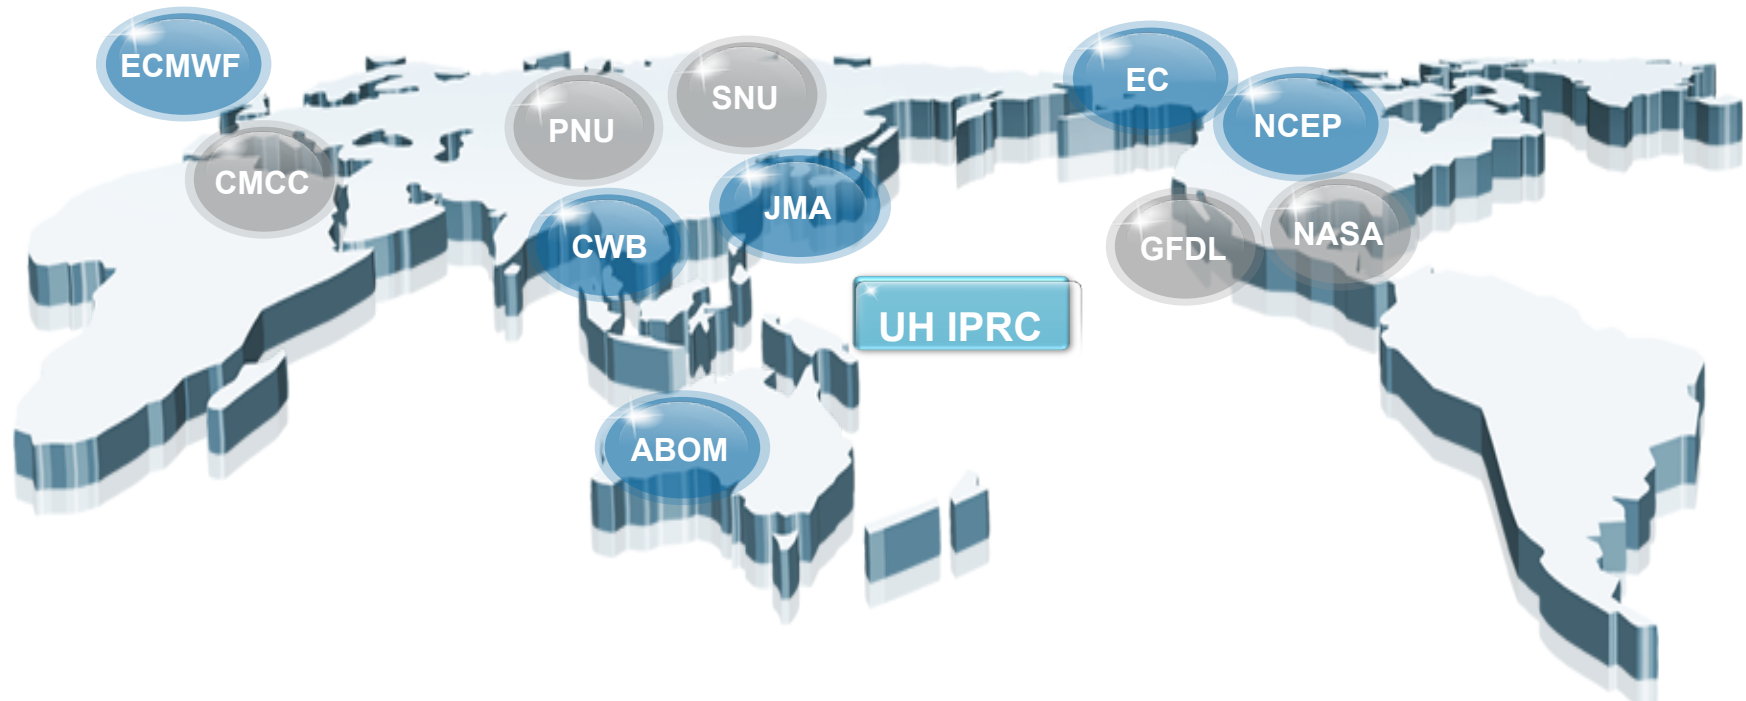 ECMWF
EC
SNU
NCEP
PNU
CMCC
JMA
NASA
CWB
GFDL
UH IPRC
ABOM